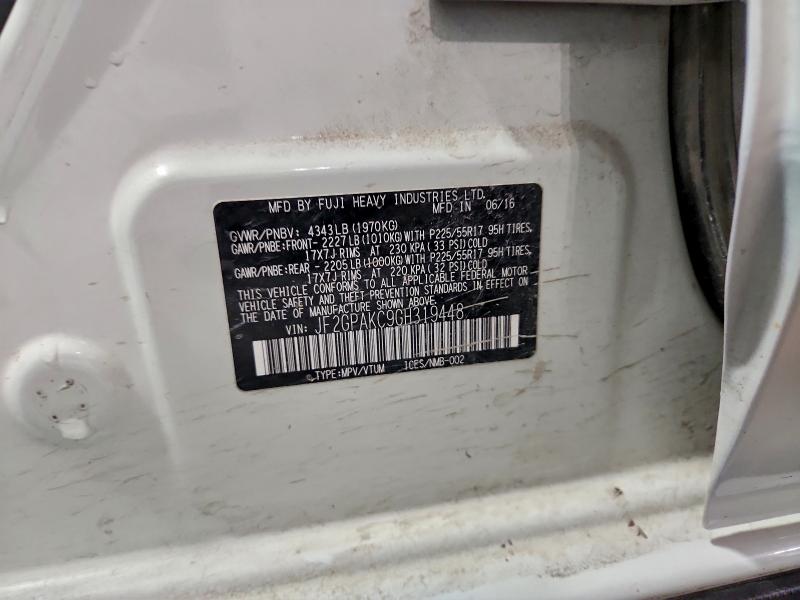 MFD BY FUJI HEAVY INDUSTRIES LTD.
MFD IN 06/16
GVWR/PNBV: 4343LB(1970KG)
GAWR/PNBE:FRONT- 2227LB(1010KG)WITH P225/55R17 95H TIRES,
17X7J RIMS AT 230 KPA(33 PSI)COLD
GAWR/PNBE:REAR - 2205LB(1000KG)WITH P225/55R17 95H TIRES,
17X7J RIMS AT 220 KPA(32 PSI)COLD
THIS VEHICLE CONFORMS TO ALL APPLICABLE FEDERAL MOTOR
VEHICLE SAFETY AND THEFT PREVENTION STANDARDS IN EFFECT ON
THE DATE OF MANUFACTURE SHOWN ABOVE.
VIN: JF2GPAKC9GH319448
TYPE:MPV/VTUM ICES/NMB-002